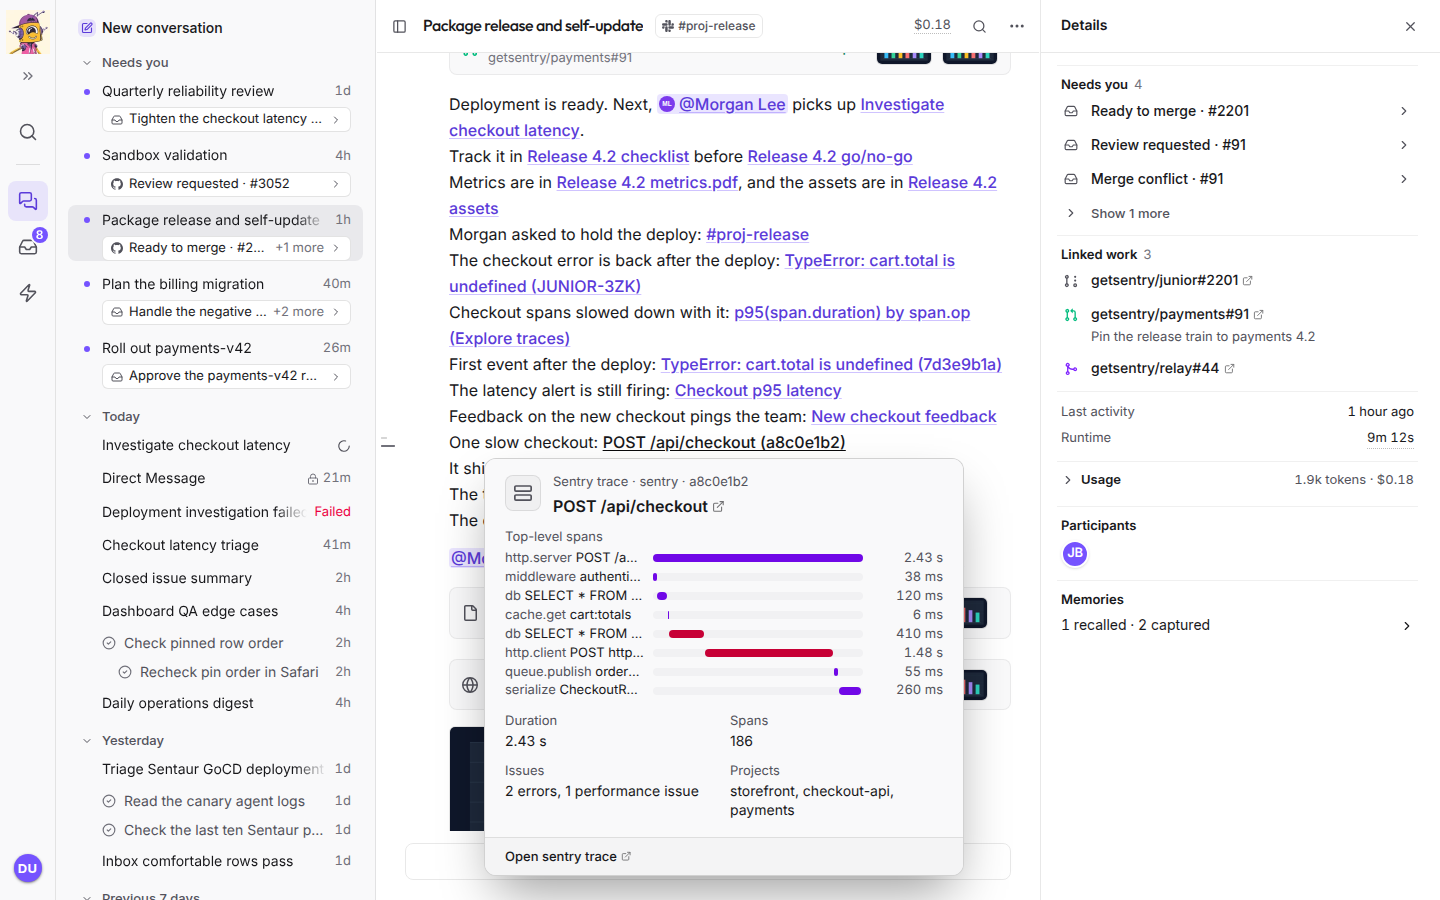 New conversation
Needs you
Quarterly reliability review 1d
Tighten the checkout latency ...
Sandbox validation 4h
Review requested · #3052
Package release and self-update 1h
Ready to merge · #2... +1 more
Plan the billing migration 40m
Handle the negative ... +2 more
Roll out payments-v42 26m
Approve the payments-v42 r...
Today
Investigate checkout latency
Direct Message 21m
Deployment investigation failed Failed
Checkout latency triage 41m
Closed issue summary 2h
Dashboard QA edge cases 4h
Check pinned row order 2h
Recheck pin order in Safari 2h
Daily operations digest 4h
Yesterday
Triage Sentaur GoCD deployment 1d
Read the canary agent logs 1d
Check the last ten Sentaur p... 1d
Inbox comfortable rows pass 1d
Previous 7 days
8
DU
Package release and self-update
#proj-release
$0.18
getsentry/payments#91
Deployment is ready. Next, ML @Morgan Lee picks up Investigate
checkout latency.
Track it in Release 4.2 checklist before Release 4.2 go/no-go
Metrics are in Release 4.2 metrics.pdf, and the assets are in Release 4.2
assets
Morgan asked to hold the deploy: #proj-release
The checkout error is back after the deploy: TypeError: cart.total is
undefined (JUNIOR-3ZK)
Checkout spans slowed down with it: p95(span.duration) by span.op
(Explore traces)
First event after the deploy: TypeError: cart.total is undefined (7d3e9b1a)
The latency alert is still firing: Checkout p95 latency
Feedback on the new checkout pings the team: New checkout feedback
One slow checkout: POST /api/checkout (a8c0e1b2)
It shi
The
The
@Mo
Sentry trace · sentry · a8c0e1b2
POST /api/checkout
Top-level spans
http.server POST /a... 2.43 s
middleware authenti... 38 ms
db SELECT * FROM ... 120 ms
cache.get cart:totals 6 ms
db SELECT * FROM ... 410 ms
http.client POST http... 1.48 s
queue.publish order... 55 ms
serialize CheckoutR... 260 ms
Duration Spans
2.43 s 186
Issues Projects
2 errors, 1 performance issue storefront, checkout-api,
payments
Open sentry trace
Details
Needs you 4
Ready to merge · #2201
Review requested · #91
Merge conflict · #91
Show 1 more
Linked work 3
getsentry/junior#2201
getsentry/payments#91
Pin the release train to payments 4.2
getsentry/relay#44
Last activity 1 hour ago
Runtime 9m 12s
Usage 1.9k tokens · $0.18
Participants
JB
Memories
1 recalled · 2 captured